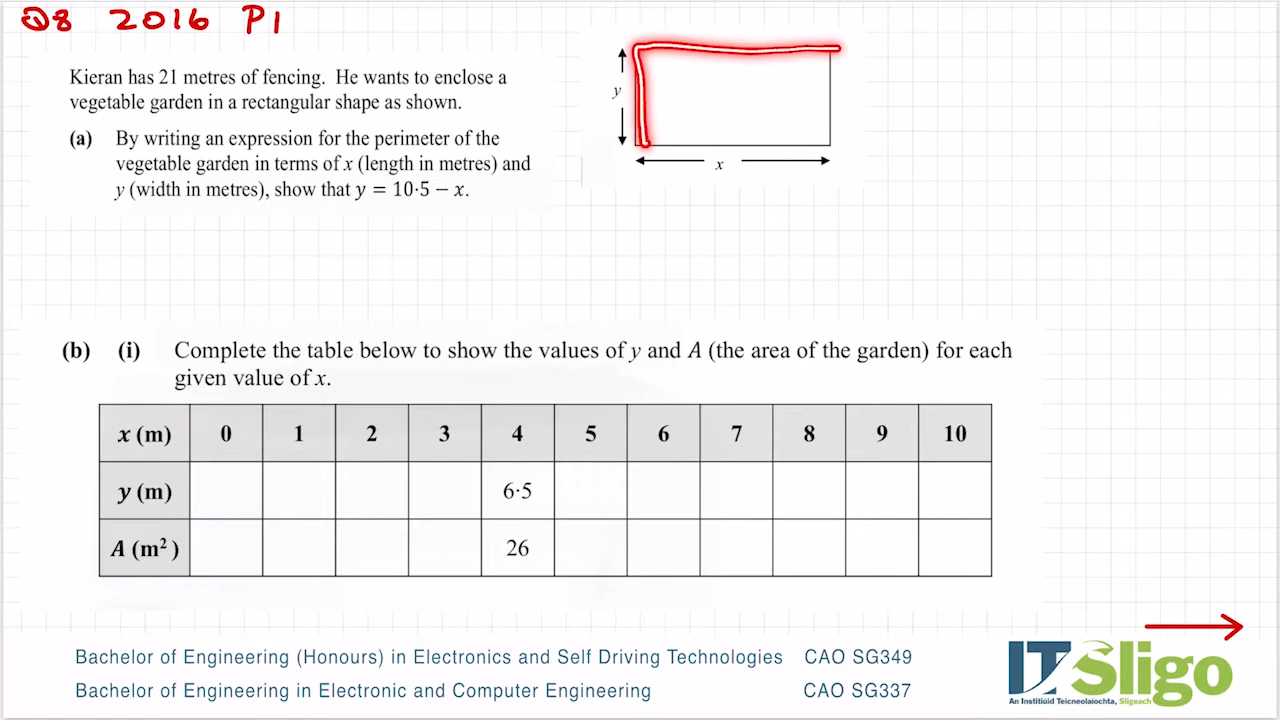 Q8 2016 P1
Kieran has 21 metres of fencing. He wants to enclose a
vegetable garden in a rectangular shape as shown.
(a) By writing an expression for the perimeter of the
vegetable garden in terms of x (length in metres) and
y (width in metres), show that y = 10·5 − x.
y
x
(b) (i) Complete the table below to show the values of y and A (the area of the garden) for each
given value of x.
x (m) 0 1 2 3 4 5 6 7 8 9 10
y (m) 6·5
A (m²) 26
Bachelor of Engineering (Honours) in Electronics and Self Driving Technologies CAO SG349
Bachelor of Engineering in Electronic and Computer Engineering CAO SG337
IT Sligo
An Institiúid Teicneolaíochta, Sligeach